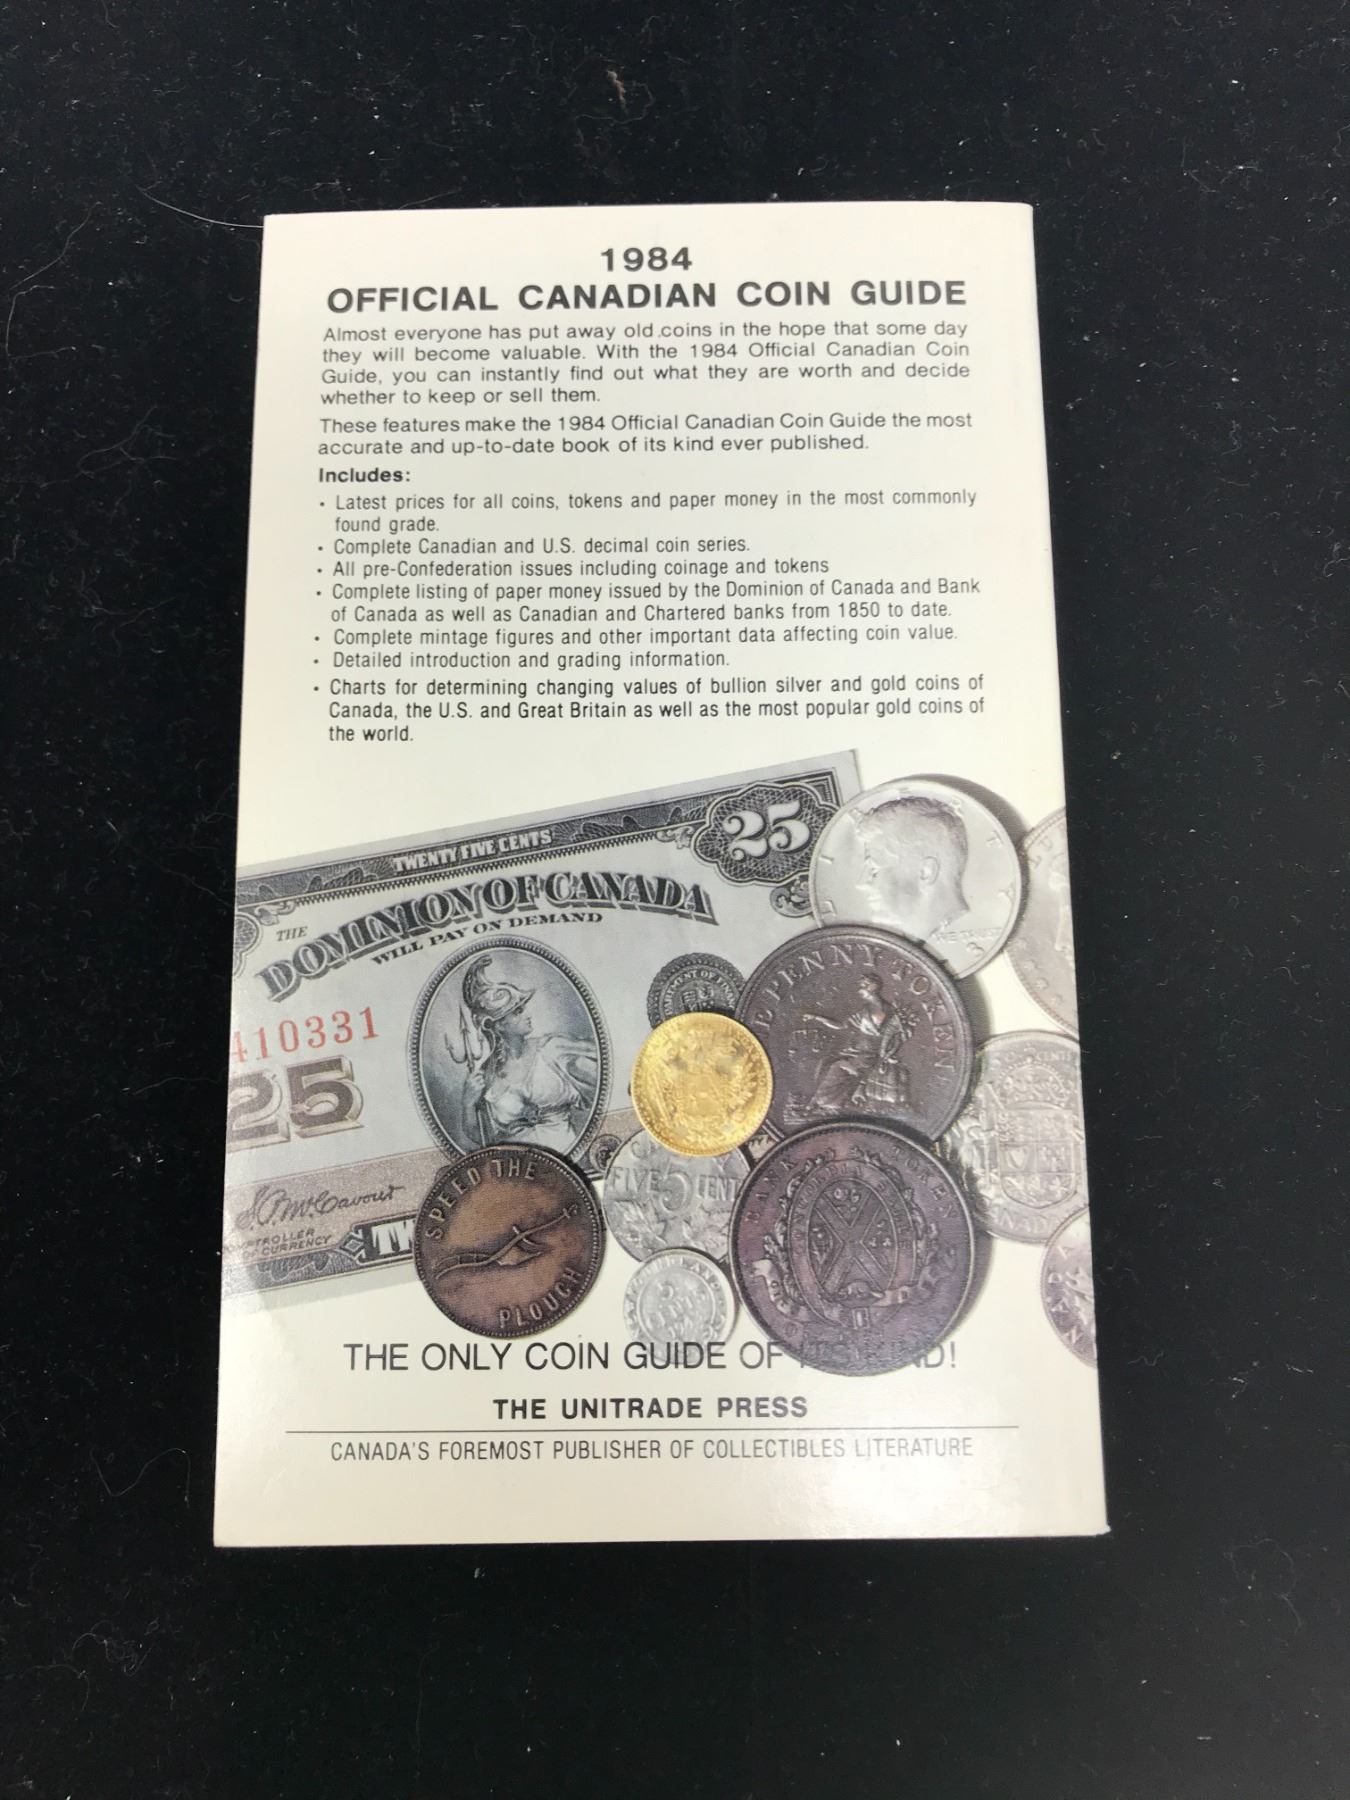 1984
OFFICIAL CANADIAN COIN GUIDE
Almost everyone has put away old coins in the hope that some day
they will become valuable. With the 1984 Official Canadian Coin
Guide, you can instantly find out what they are worth and decide
whether to keep or sell them.
These features make the 1984 Official Canadian Coin Guide the most
accurate and up-to-date book of its kind ever published.
Includes:
· Latest prices for all coins, tokens and paper money in the most commonly
found grade.
· Complete Canadian and U.S. decimal coin series.
· All pre-Confederation issues including coinage and tokens
· Complete listing of paper money issued by the Dominion of Canada and Bank
of Canada as well as Canadian and Chartered banks from 1850 to date.
· Complete mintage figures and other important data affecting coin value.
· Detailed introduction and grading information.
· Charts for determining changing values of bullion silver and gold coins of
Canada, the U.S. and Great Britain as well as the most popular gold coins of
the world.
TWENTY FIVE CENTS
25
THE
DOMINION OF CANADA
WILL PAY ON DEMAND
LIBERTY
WE TRUST
PENNY TOKEN
410331
25
CENTS
FIVE 5 CENT
SPEED THE
PLOUGH
BANK TOKEN
CURRENCY
TW
THE ONLY COIN GUIDE OF ITS KIND!
THE UNITRADE PRESS
CANADA'S FOREMOST PUBLISHER OF COLLECTIBLES LITERATURE